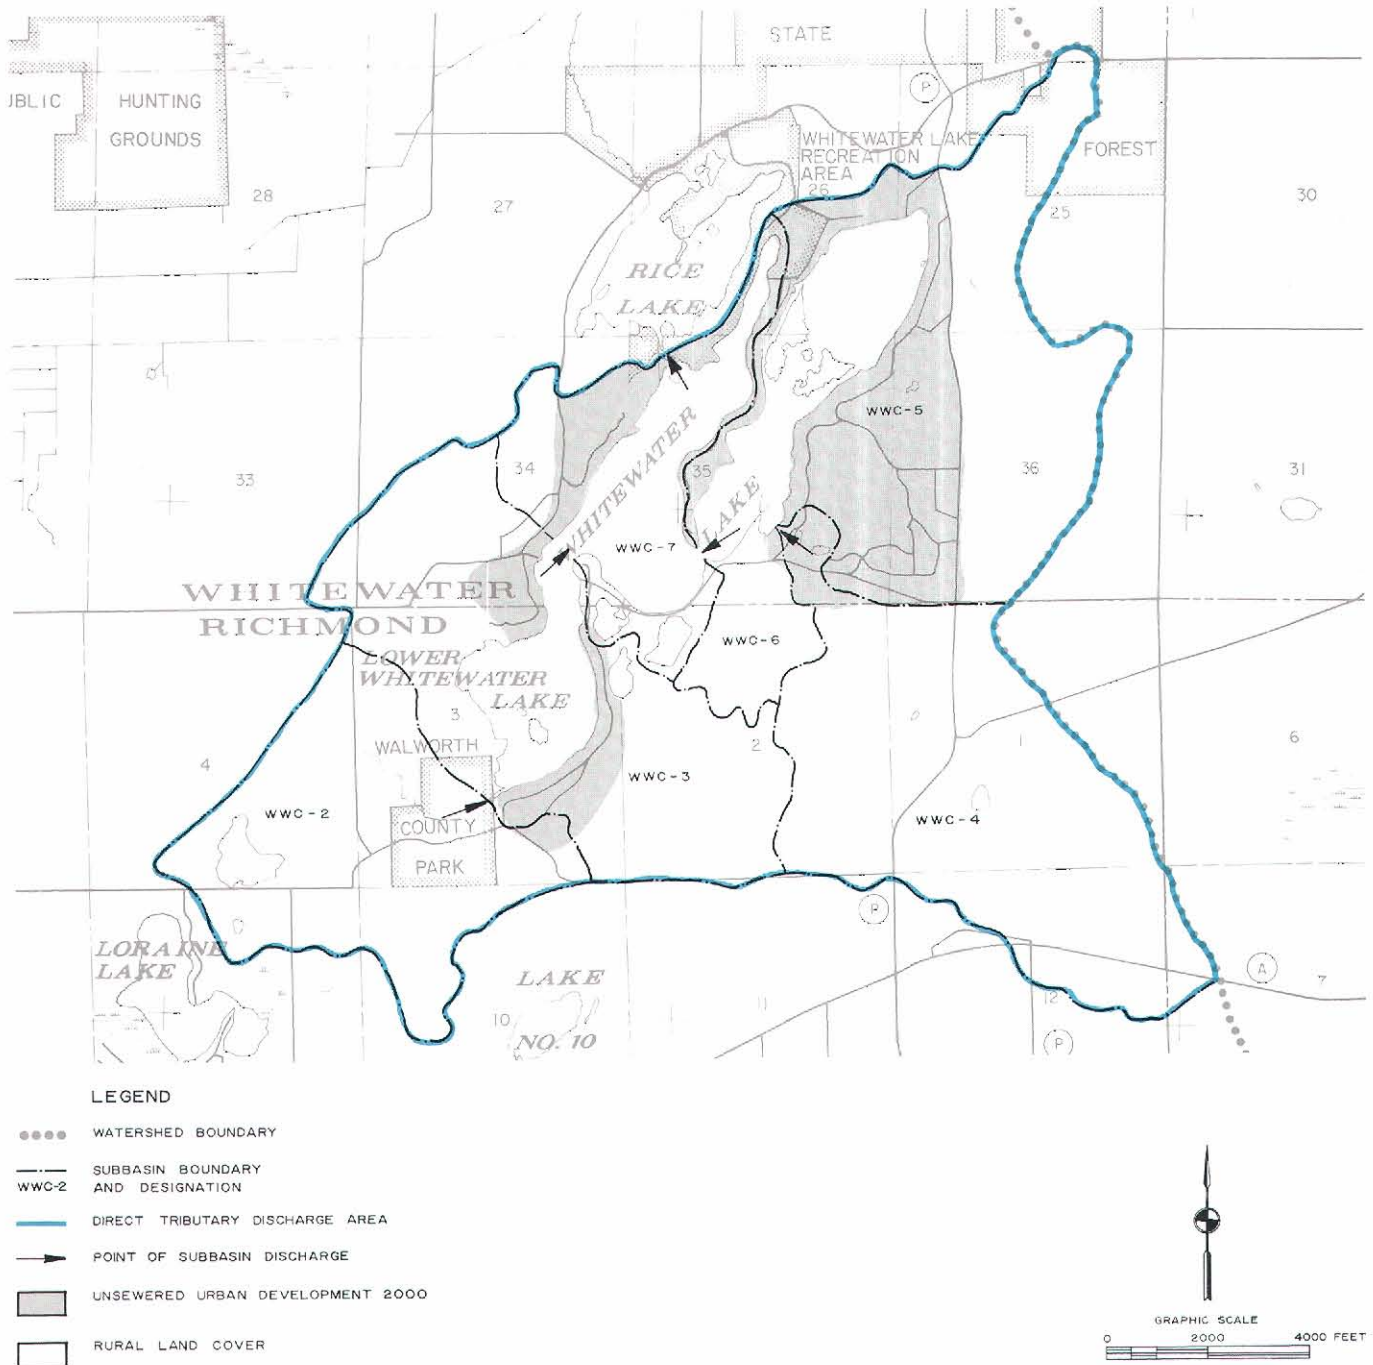 STATE
P
UBLIC HUNTING
GROUNDS
WHITEWATER LAKE
RECREATION
AREA
FOREST
28
27
26
25
30
RICE
LAKE
WWC-5
33
34
WHITEWATER
35
LAKE
36
31
WWC-7
WHITEWATER
RICHMOND
WWC-6
LOWER
WHITEWATER
LAKE
3
WALWORTH
2
1
6
4
WWC-3
WWC-2
COUNTY
PARK
WWC-4
P
LORAINE
LAKE
LAKE
NO. 10
10
11
12
A
7
P
LEGEND
WATERSHED BOUNDARY
SUBBASIN BOUNDARY
WWC-2 AND DESIGNATION
DIRECT TRIBUTARY DISCHARGE AREA
POINT OF SUBBASIN DISCHARGE
UNSEWERED URBAN DEVELOPMENT 2000
RURAL LAND COVER
GRAPHIC SCALE
0 2000 4000 FEET